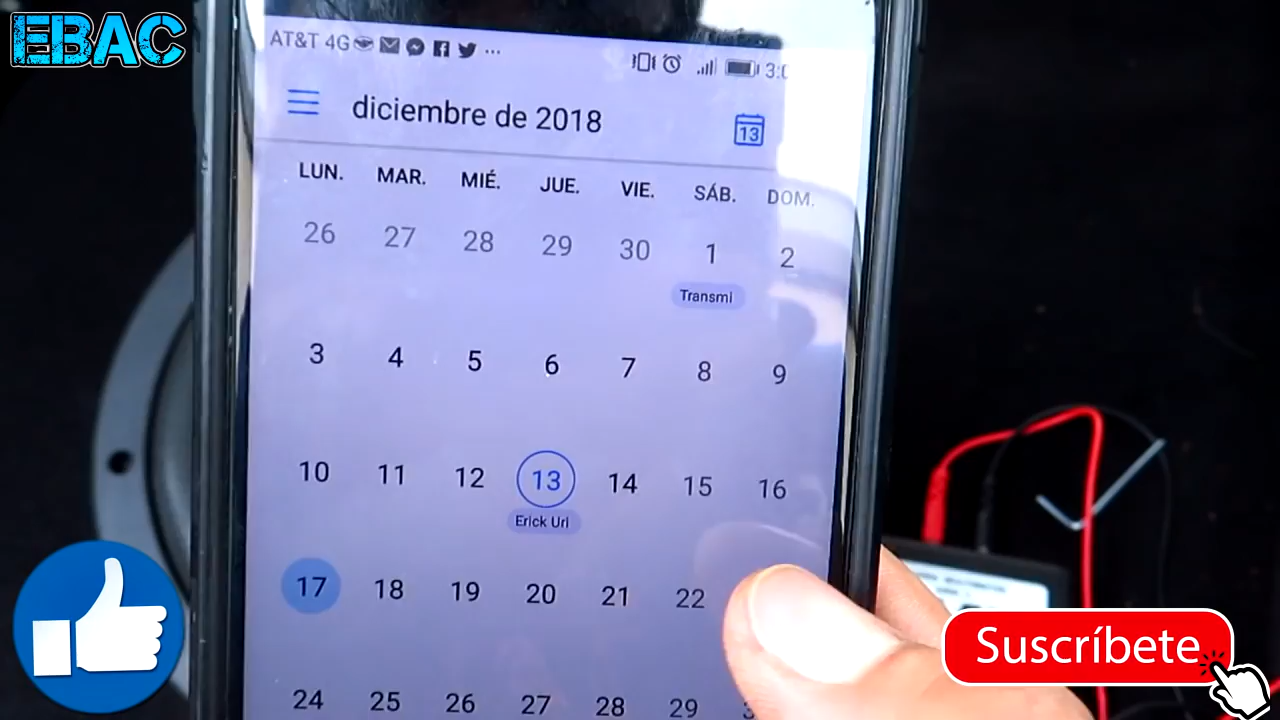 EBAC
AT&T 4G ... 3:0
diciembre de 2018 13
LUN. MAR. MIÉ. JUE. VIE. SÁB. DOM.
26 27 28 29 30 1 2
Transmi
3 4 5 6 7 8 9
10 11 12 13 14 15 16
Erick Uri
17 18 19 20 21 22
24 25 26 27 28 29
Suscríbete